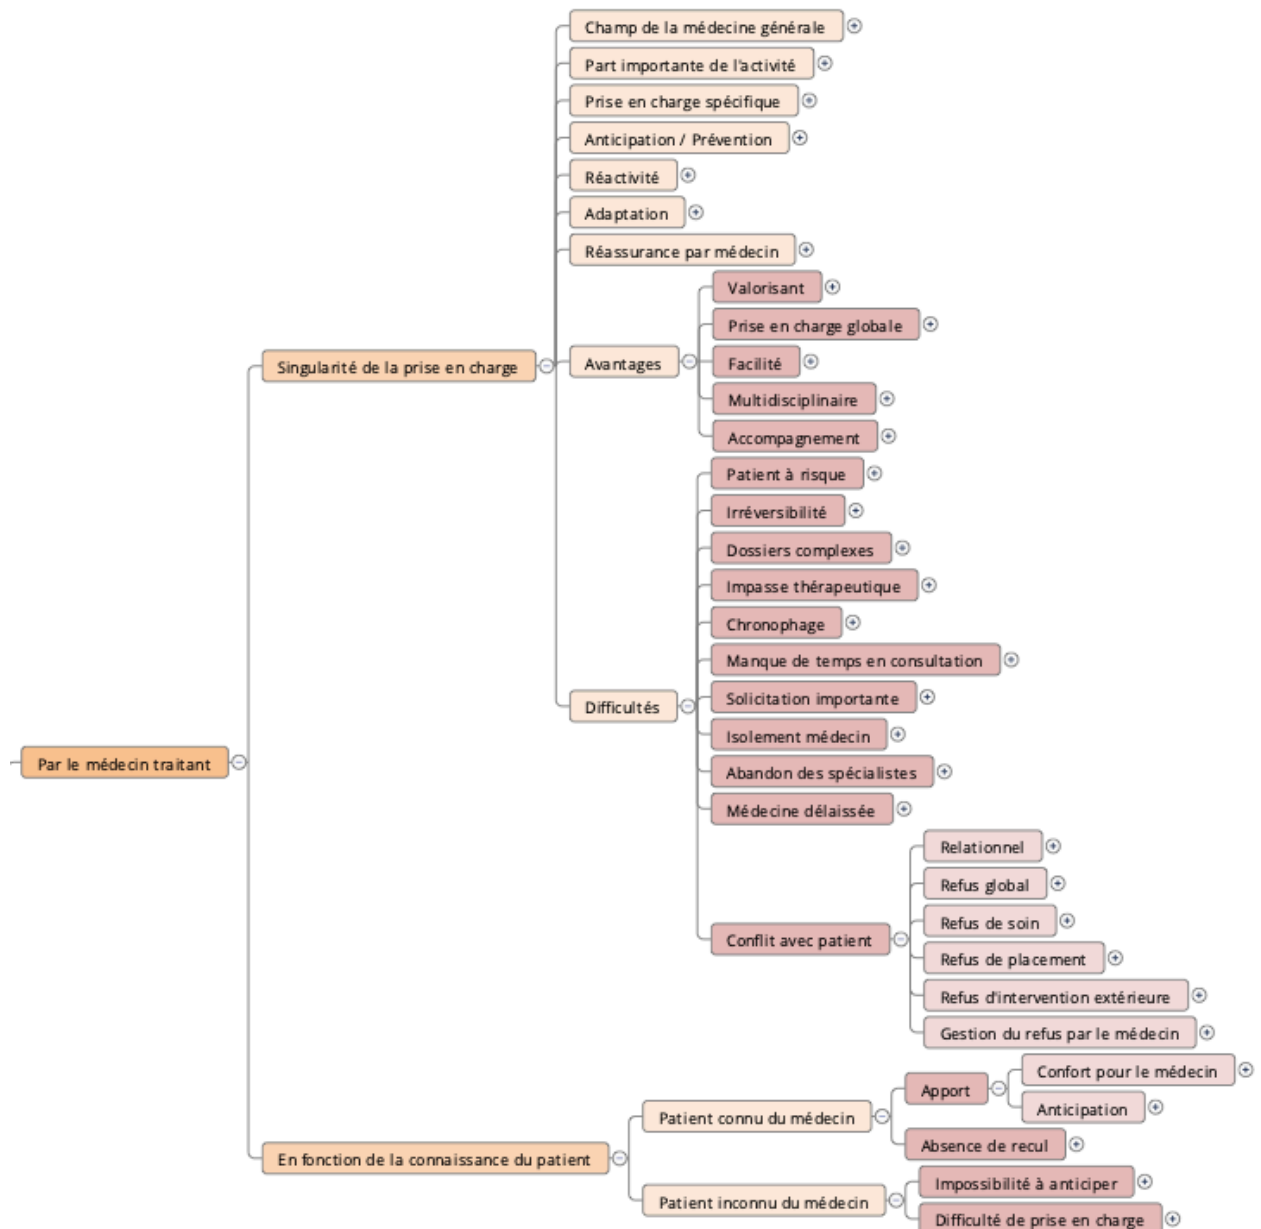 Champ de la médecine générale
Part importante de l'activité
Prise en charge spécifique
Anticipation / Prévention
Réactivité
Adaptation
Réassurance par médecin
Valorisant
Prise en charge globale
Singularité de la prise en charge
Avantages
Facilité
Multidisciplinaire
Accompagnement
Patient à risque
Irréversibilité
Dossiers complexes
Impasse thérapeutique
Chronophage
Manque de temps en consultation
Solicitation importante
Difficultés
Isolement médecin
Par le médecin traitant
Abandon des spécialistes
Médecine délaissée
Relationnel
Refus global
Refus de soin
Conflit avec patient
Refus de placement
Refus d'intervention extérieure
Gestion du refus par le médecin
Confort pour le médecin
Apport
Anticipation
Patient connu du médecin
Absence de recul
En fonction de la connaissance du patient
Impossibilité à anticiper
Patient inconnu du médecin
Difficulté de prise en charge